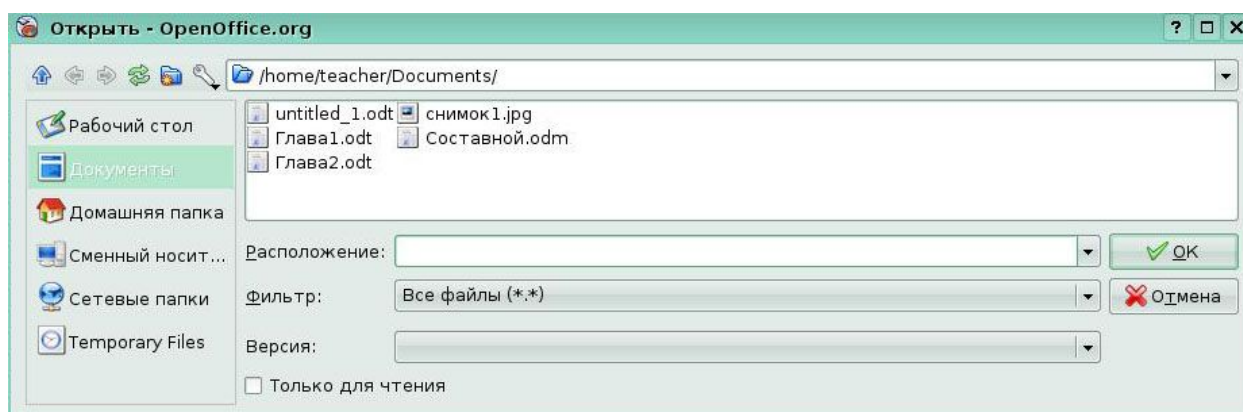 Открыть - OpenOffice.org
/home/teacher/Documents/
Рабочий стол
Документы
Домашняя папка
Сменный носит...
Сетевые папки
Temporary Files
untitled_1.odt снимок1.jpg
Глава1.odt Составной.odm
Глава2.odt
Расположение:
OK
Фильтр: Все файлы (*.*)
Отмена
Версия:
Только для чтения